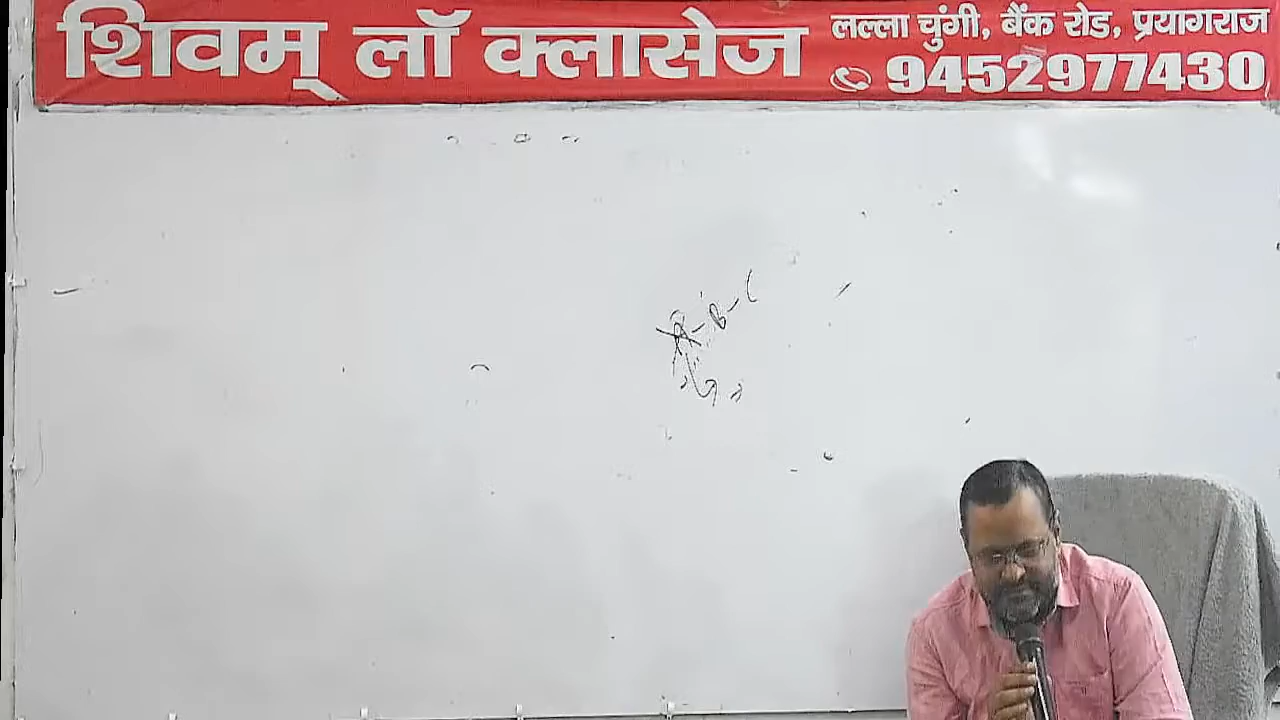 शिवम् लॉ क्लासेज
लल्ला चुंगी, बैंक रोड, प्रयागराज
9452977430
A - B - C